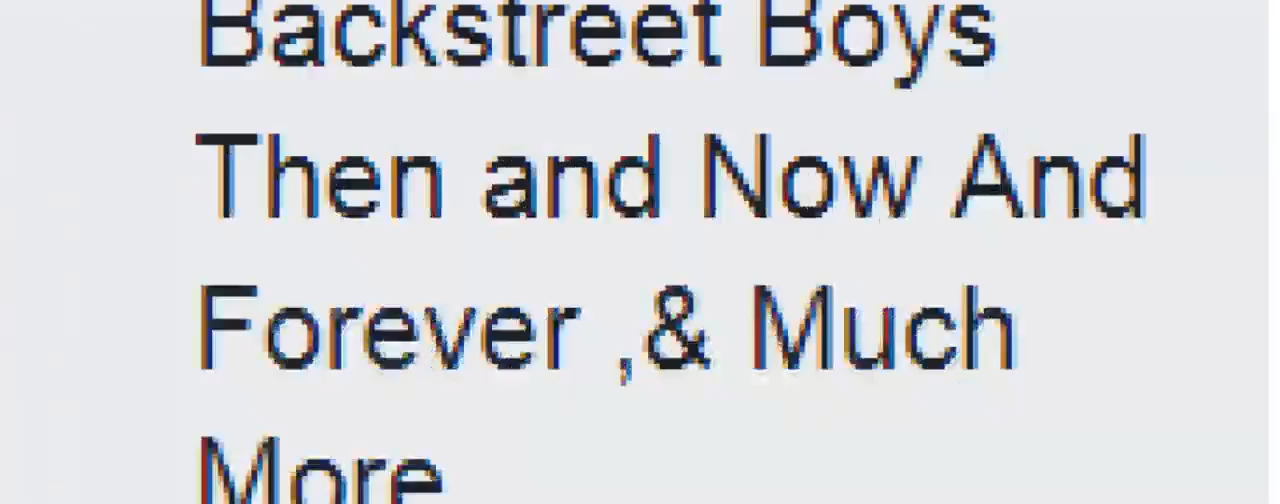 Backstreet Boys
Then and Now And
Forever ,& Much
More